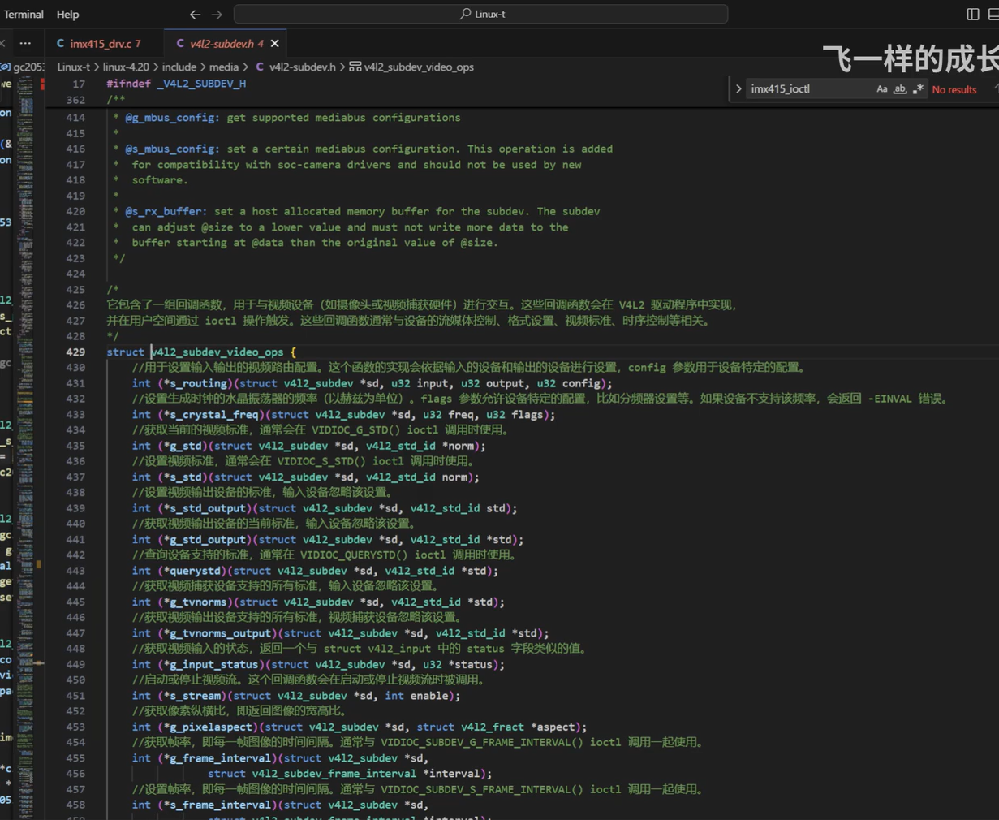 Terminal Help
Linux-t
imx415_drv.c 7
v4l2-subdev.h 4
飞一样的成长
gc2053
Linux-t > linux-4.20 > include > media > C v4l2-subdev.h > v4l2_subdev_video_ops
imx415_ioctl
Aa ab .*
No results
17 #ifndef _V4L2_SUBDEV_H
362 /**
414 * @g_mbus_config: get supported mediabus configurations
415 *
416 * @s_mbus_config: set a certain mediabus configuration. This operation is added
417 * for compatibility with soc-camera drivers and should not be used by new
418 * software.
419 *
420 * @s_rx_buffer: set a host allocated memory buffer for the subdev. The subdev
421 * can adjust @size to a lower value and must not write more data to the
422 * buffer starting at @data than the original value of @size.
423 */
424
425 /*
426 它包含了一组回调函数，用于与视频设备（如摄像头或视频捕获硬件）进行交互。这些回调函数会在 V4L2 驱动程序中实现，
427 并在用户空间通过 ioctl 操作触发。这些回调函数通常与设备的流媒体控制、格式设置、视频标准、时序控制等相关。
428 */
429 struct v4l2_subdev_video_ops {
430 //用于设置输入输出的视频路由配置。这个函数的实现会依据输入的设备和输出的设备进行设置，config 参数用于设备特定的配置。
431 int (*s_routing)(struct v4l2_subdev *sd, u32 input, u32 output, u32 config);
432 //设置生成时钟的水晶振荡器的频率（以赫兹为单位）。flags 参数允许设备特定的配置，比如分频器设置等。如果设备不支持该频率，会返回 -EINVAL 错误。
433 int (*s_crystal_freq)(struct v4l2_subdev *sd, u32 freq, u32 flags);
434 //获取当前的视频标准，通常会在 VIDIOC_G_STD() ioctl 调用时使用。
435 int (*g_std)(struct v4l2_subdev *sd, v4l2_std_id *norm);
436 //设置视频标准，通常会在 VIDIOC_S_STD() ioctl 调用时使用。
437 int (*s_std)(struct v4l2_subdev *sd, v4l2_std_id norm);
438 //设置视频输出设备的标准，输入设备忽略该设置。
439 int (*s_std_output)(struct v4l2_subdev *sd, v4l2_std_id std);
440 //获取视频输出设备的当前标准，输入设备忽略该设置。
441 int (*g_std_output)(struct v4l2_subdev *sd, v4l2_std_id *std);
442 //查询设备支持的标准，通常在 VIDIOC_QUERYSTD() ioctl 调用时使用。
443 int (*querystd)(struct v4l2_subdev *sd, v4l2_std_id *std);
444 //获取视频捕获设备支持的所有标准，输入设备忽略该设置。
445 int (*g_tvnorms)(struct v4l2_subdev *sd, v4l2_std_id *std);
446 //获取视频输出设备支持的所有标准，视频捕获设备忽略该设置。
447 int (*g_tvnorms_output)(struct v4l2_subdev *sd, v4l2_std_id *std);
448 //获取视频输入的状态，返回一个与 struct v4l2_input 中的 status 字段类似的值。
449 int (*g_input_status)(struct v4l2_subdev *sd, u32 *status);
450 //启动或停止视频流。这个回调函数会在启动或停止视频流时被调用。
451 int (*s_stream)(struct v4l2_subdev *sd, int enable);
452 //获取像素纵横比，即返回图像的宽高比。
453 int (*g_pixelaspect)(struct v4l2_subdev *sd, struct v4l2_fract *aspect);
454 //获取帧率，即每一帧图像的时间间隔。通常与 VIDIOC_SUBDEV_G_FRAME_INTERVAL() ioctl 调用一起使用。
455 int (*g_frame_interval)(struct v4l2_subdev *sd,
456 struct v4l2_subdev_frame_interval *interval);
457 //设置帧率，即每一帧图像的时间间隔。通常与 VIDIOC_SUBDEV_S_FRAME_INTERVAL() ioctl 调用一起使用。
458 int (*s_frame_interval)(struct v4l2_subdev *sd,